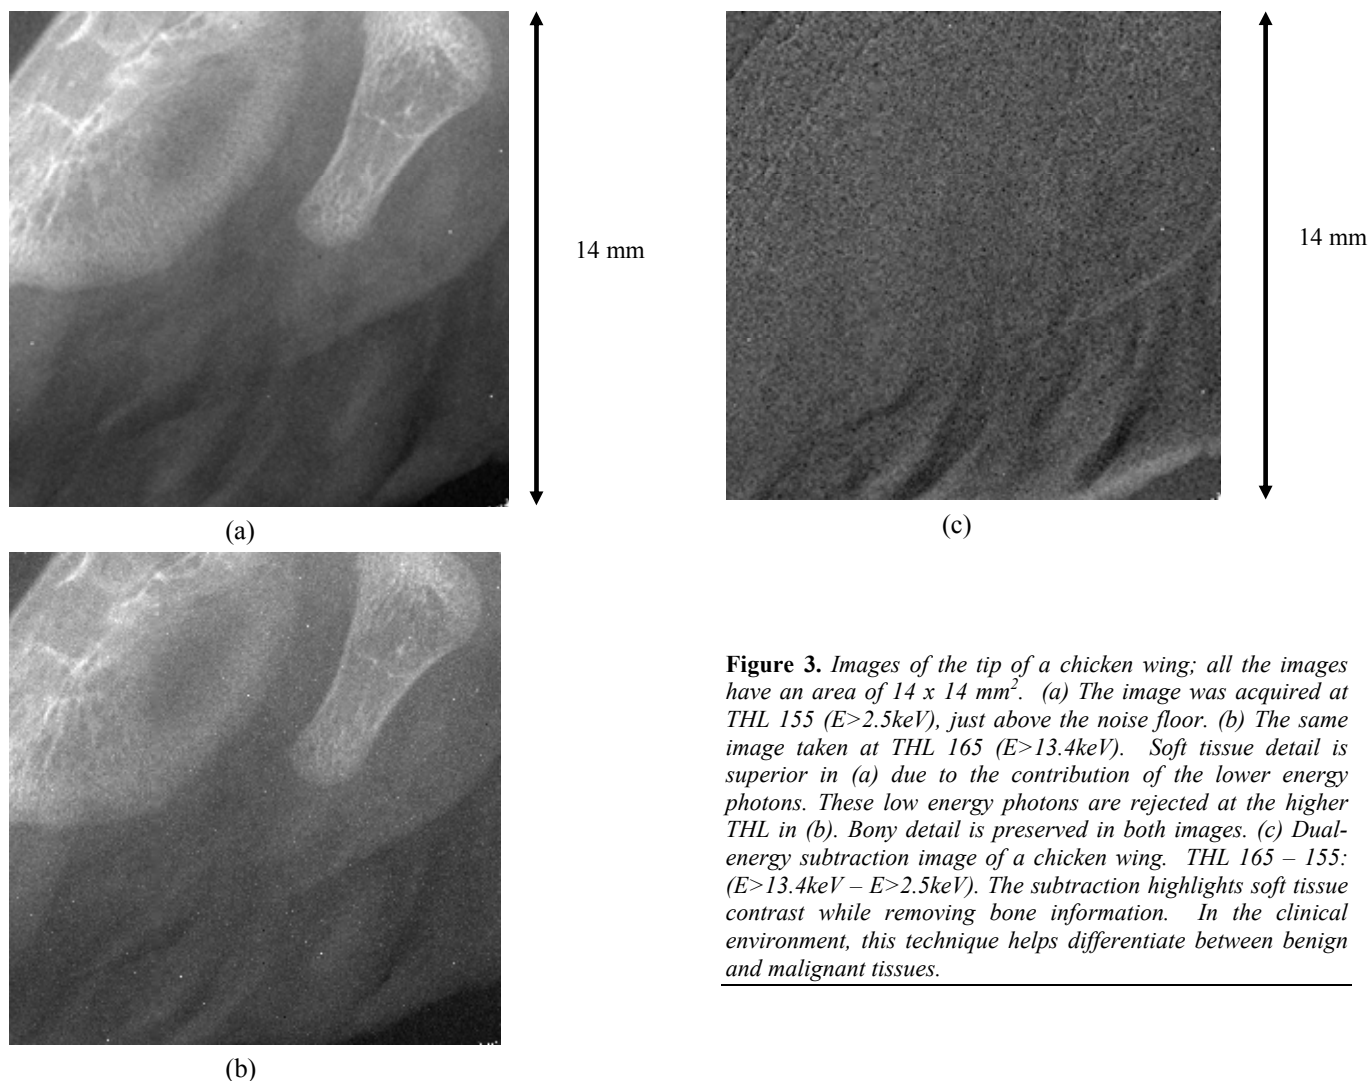 14 mm
(a)
14 mm
(c)
(b)
Figure 3. Images of the tip of a chicken wing; all the images
have an area of 14 x 14 mm². (a) The image was acquired at
THL 155 (E>2.5keV), just above the noise floor. (b) The same
image taken at THL 165 (E>13.4keV). Soft tissue detail is
superior in (a) due to the contribution of the lower energy
photons. These low energy photons are rejected at the higher
THL in (b). Bony detail is preserved in both images. (c) Dual-
energy subtraction image of a chicken wing. THL 165 – 155:
(E>13.4keV – E>2.5keV). The subtraction highlights soft tissue
contrast while removing bone information. In the clinical
environment, this technique helps differentiate between benign
and malignant tissues.